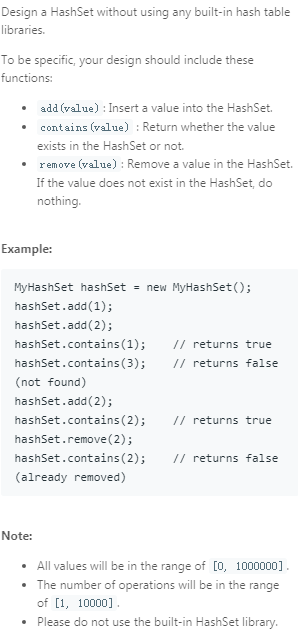 Design a HashSet without using any built-in hash table
libraries.
To be specific, your design should include these
functions:
• add(value) : Insert a value into the HashSet.
• contains(value) : Return whether the value
exists in the HashSet or not.
• remove(value) : Remove a value in the HashSet.
If the value does not exist in the HashSet, do
nothing.
Example:
MyHashSet hashSet = new MyHashSet();
hashSet.add(1);
hashSet.add(2);
hashSet.contains(1);    // returns true
hashSet.contains(3);    // returns false
(not found)
hashSet.add(2);
hashSet.contains(2);    // returns true
hashSet.remove(2);
hashSet.contains(2);    // returns false
(already removed)
Note:
• All values will be in the range of [0, 1000000].
• The number of operations will be in the range
of [1, 10000].
• Please do not use the built-in HashSet library.